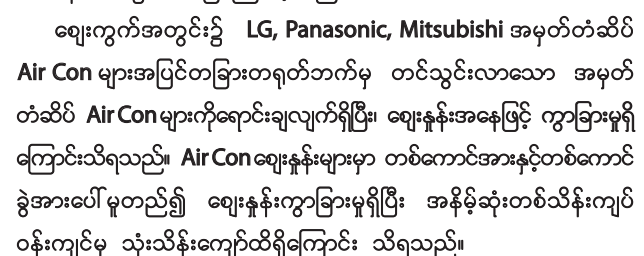 ဈေးကွက်အတွင်း၌ LG, Panasonic, Mitsubishi အမှတ်တံဆိပ်
Air Con များအပြင်တခြားတရုတ်ဘက်မှ တင်သွင်းလာသော အမှတ်
တံဆိပ် Air Con များကိုရောင်းချလျက်ရှိပြီး၊ ဈေးနှုန်းအနေဖြင့် ကွာခြားမှုရှိ
ကြောင်းသိရသည်။ Air Con ဈေးနှုန်းများမှာ တစ်ကောင်အားနှင့်တစ်ကောင်
ခွဲအားပေါ်မူတည်၍ ဈေးနှုန်းကွာခြားမှုရှိပြီး အနိမ့်ဆုံးတစ်သိန်းကျပ်
ဝန်းကျင်မှ သုံးသိန်းကျော်ထိရှိကြောင်း သိရသည်။